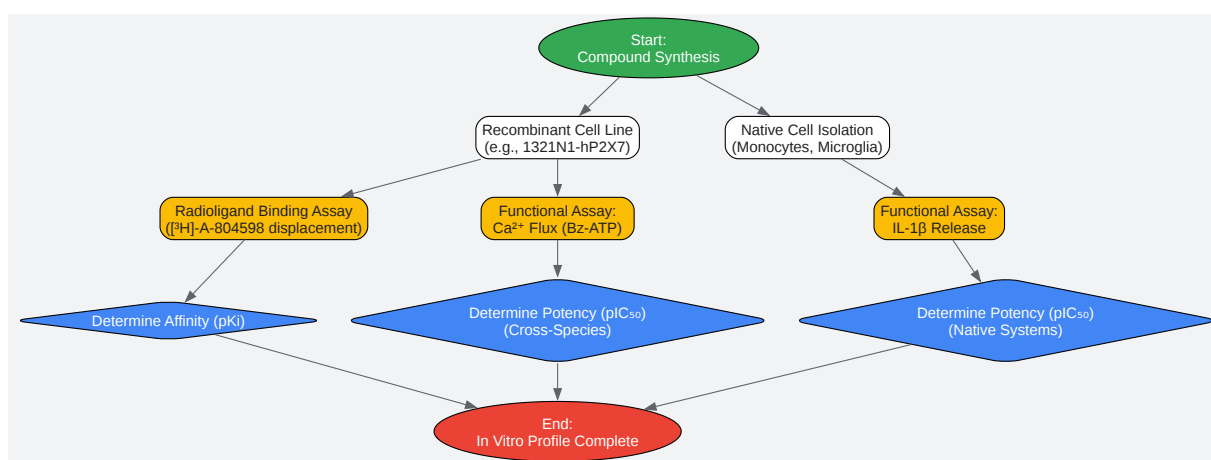 Start:
Compound Synthesis
Recombinant Cell Line
(e.g., 1321N1-hP2X7)
Native Cell Isolation
(Monocytes, Microglia)
Radioligand Binding Assay
([³H]-A-804598 displacement)
Functional Assay:
Ca²⁺ Flux (Bz-ATP)
Functional Assay:
IL-1β Release
Determine Affinity (pKi)
Determine Potency (pIC₅₀)
(Cross-Species)
Determine Potency (pIC₅₀)
(Native Systems)
End:
In Vitro Profile Complete